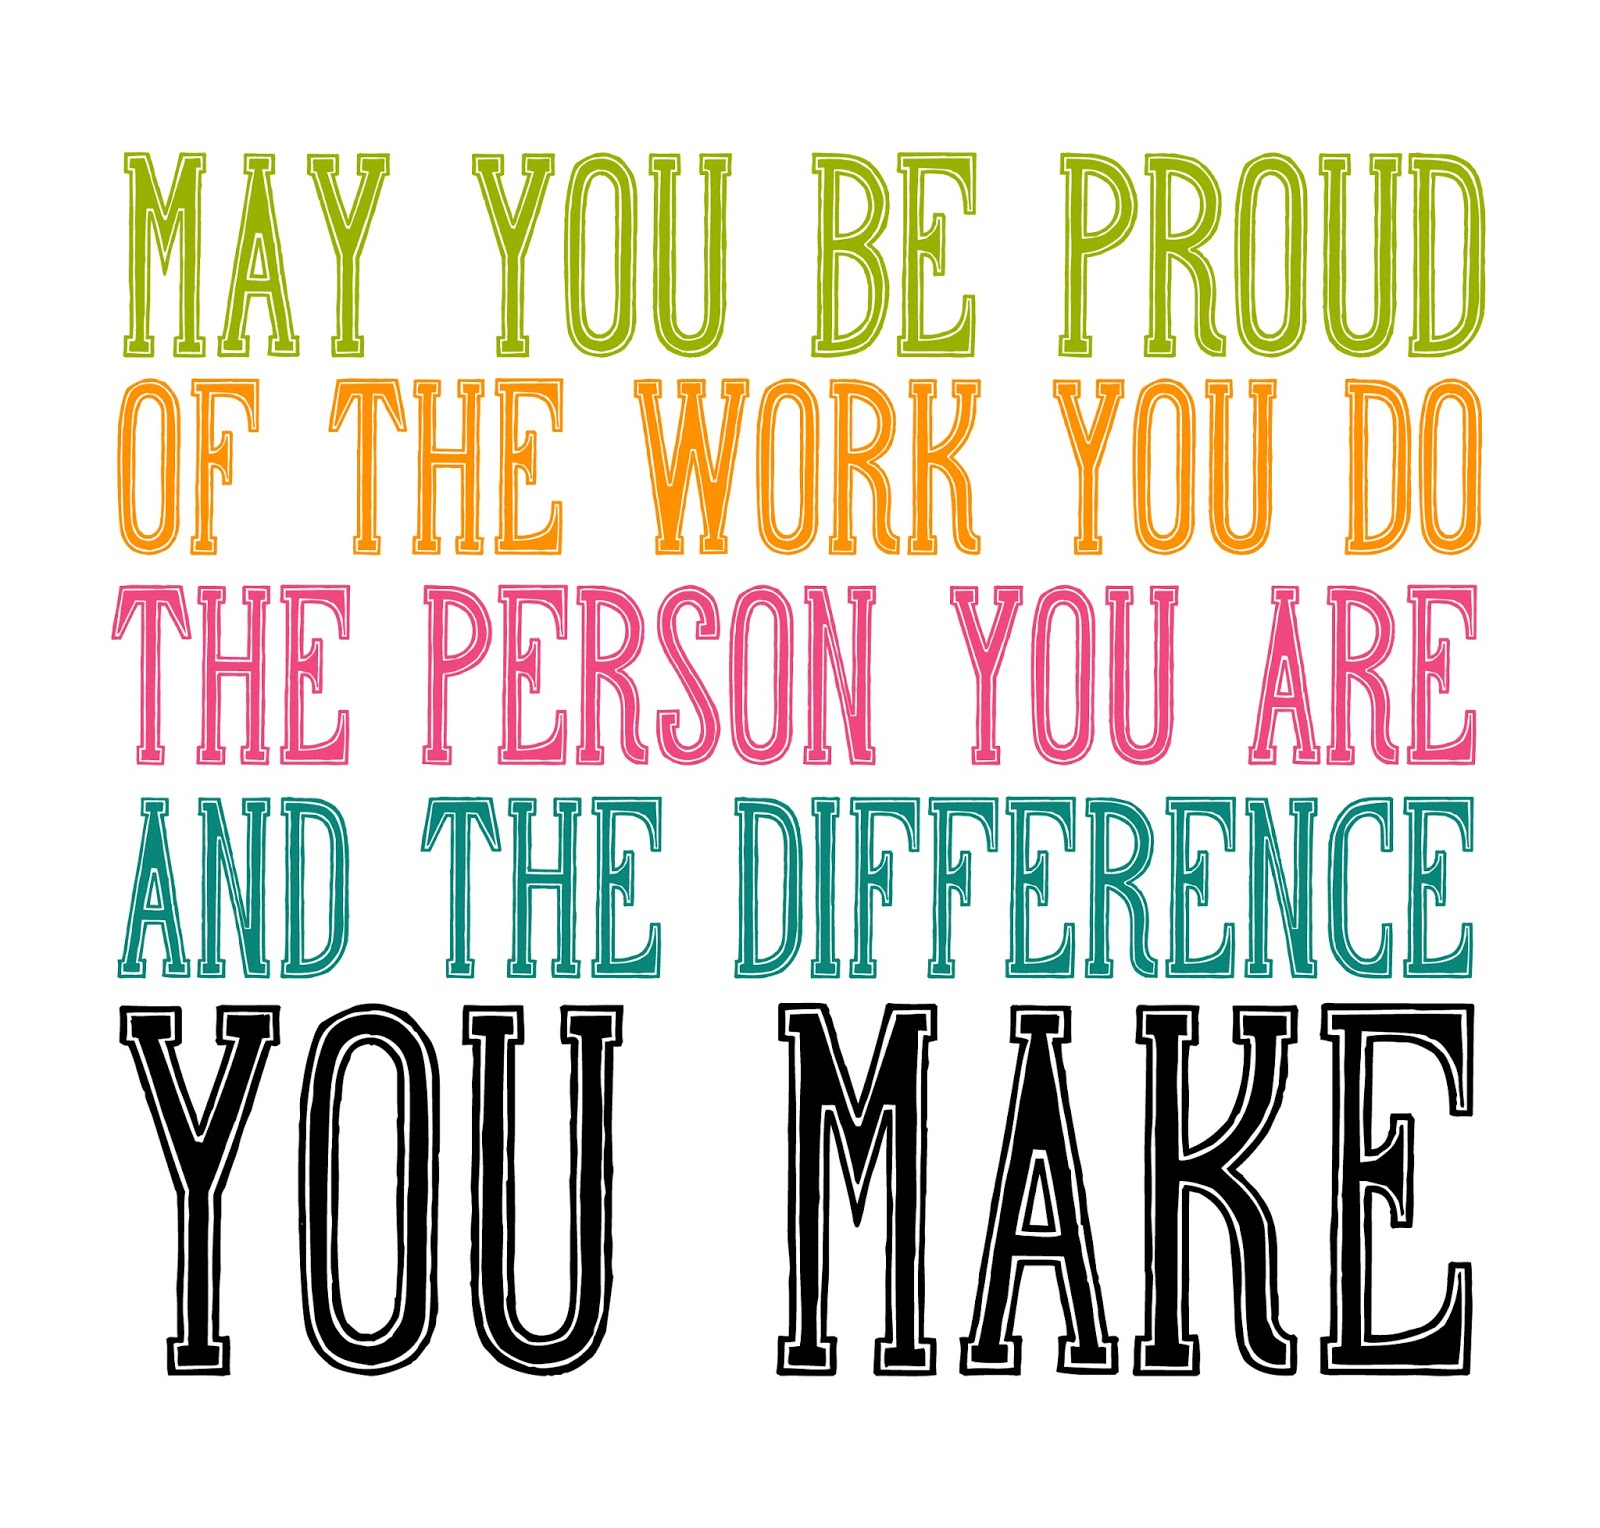 MAY YOU BE PROUD
OF THE WORK YOU DO
THE PERSON YOU ARE
AND THE DIFFERENCE
YOU MAKE